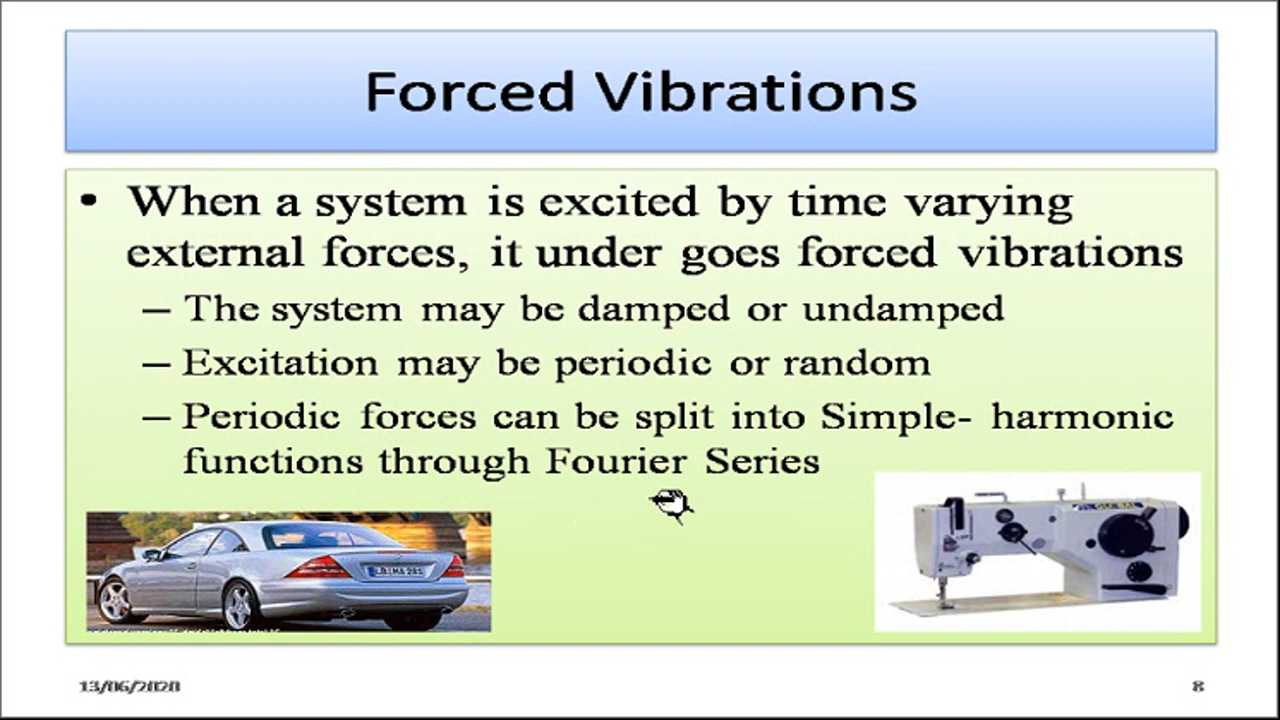 Forced Vibrations
• When a system is excited by time varying
external forces, it under goes forced vibrations
– The system may be damped or undamped
– Excitation may be periodic or random
– Periodic forces can be split into Simple- harmonic
functions through Fourier Series
13/06/2020
8